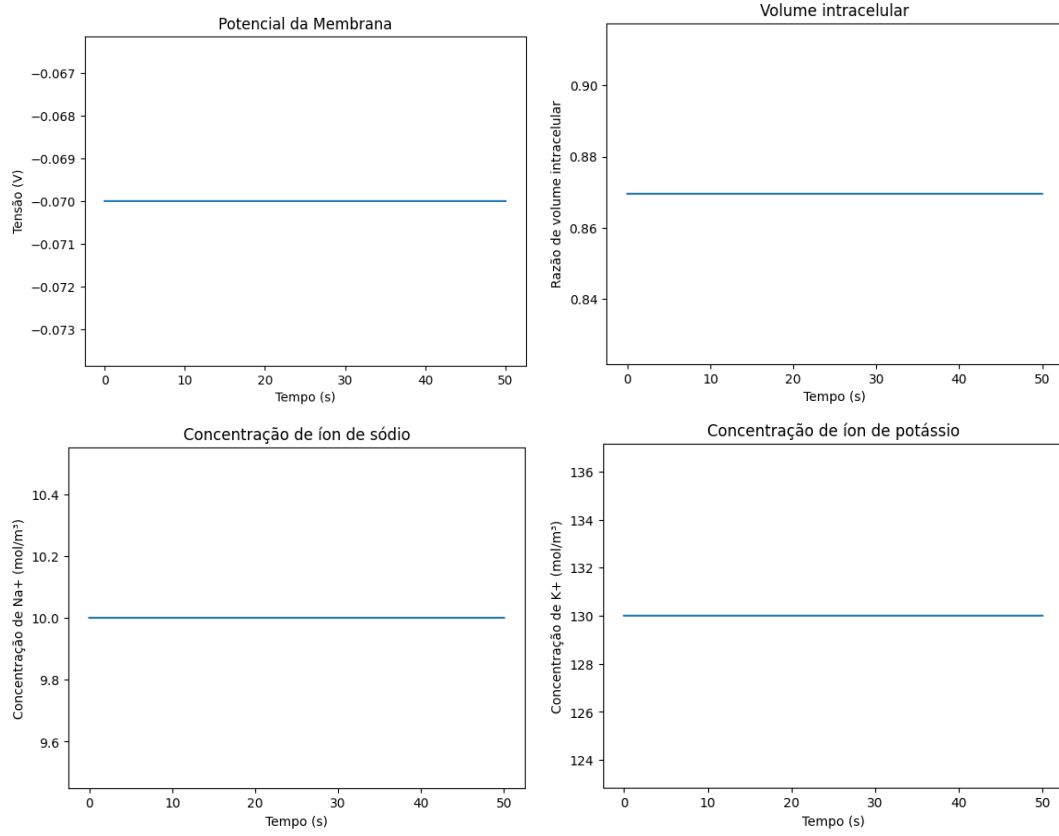 Potencial da Membrana
Tensão (V)
−0.067
−0.068
−0.069
−0.070
−0.071
−0.072
−0.073
0 10 20 30 40 50
Tempo (s)
Volume intracelular
Razão de volume intracelular
0.90
0.88
0.86
0.84
0 10 20 30 40 50
Tempo (s)
Concentração de íon de sódio
Concentração de Na+ (mol/m³)
10.4
10.2
10.0
9.8
9.6
0 10 20 30 40 50
Tempo (s)
Concentração de íon de potássio
Concentração de K+ (mol/m³)
136
134
132
130
128
126
124
0 10 20 30 40 50
Tempo (s)